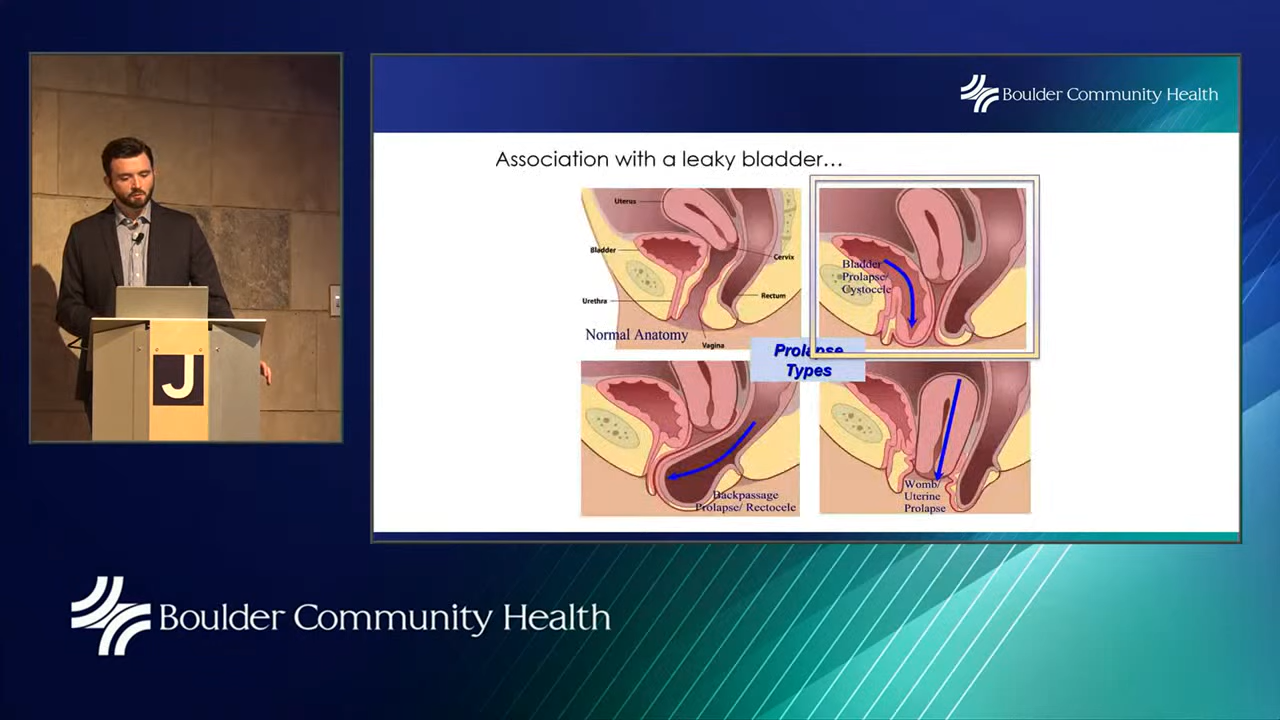 Boulder Community Health
Association with a leaky bladder...
Uterus
Bladder
Cervix
Urethra
Rectum
Normal Anatomy
Vagina
Bladder
Prolapse/
Cystocele
Prolapse
Types
Backpassage
Prolapse/ Rectocele
Womb/
Uterine
Prolapse
J
Boulder Community Health